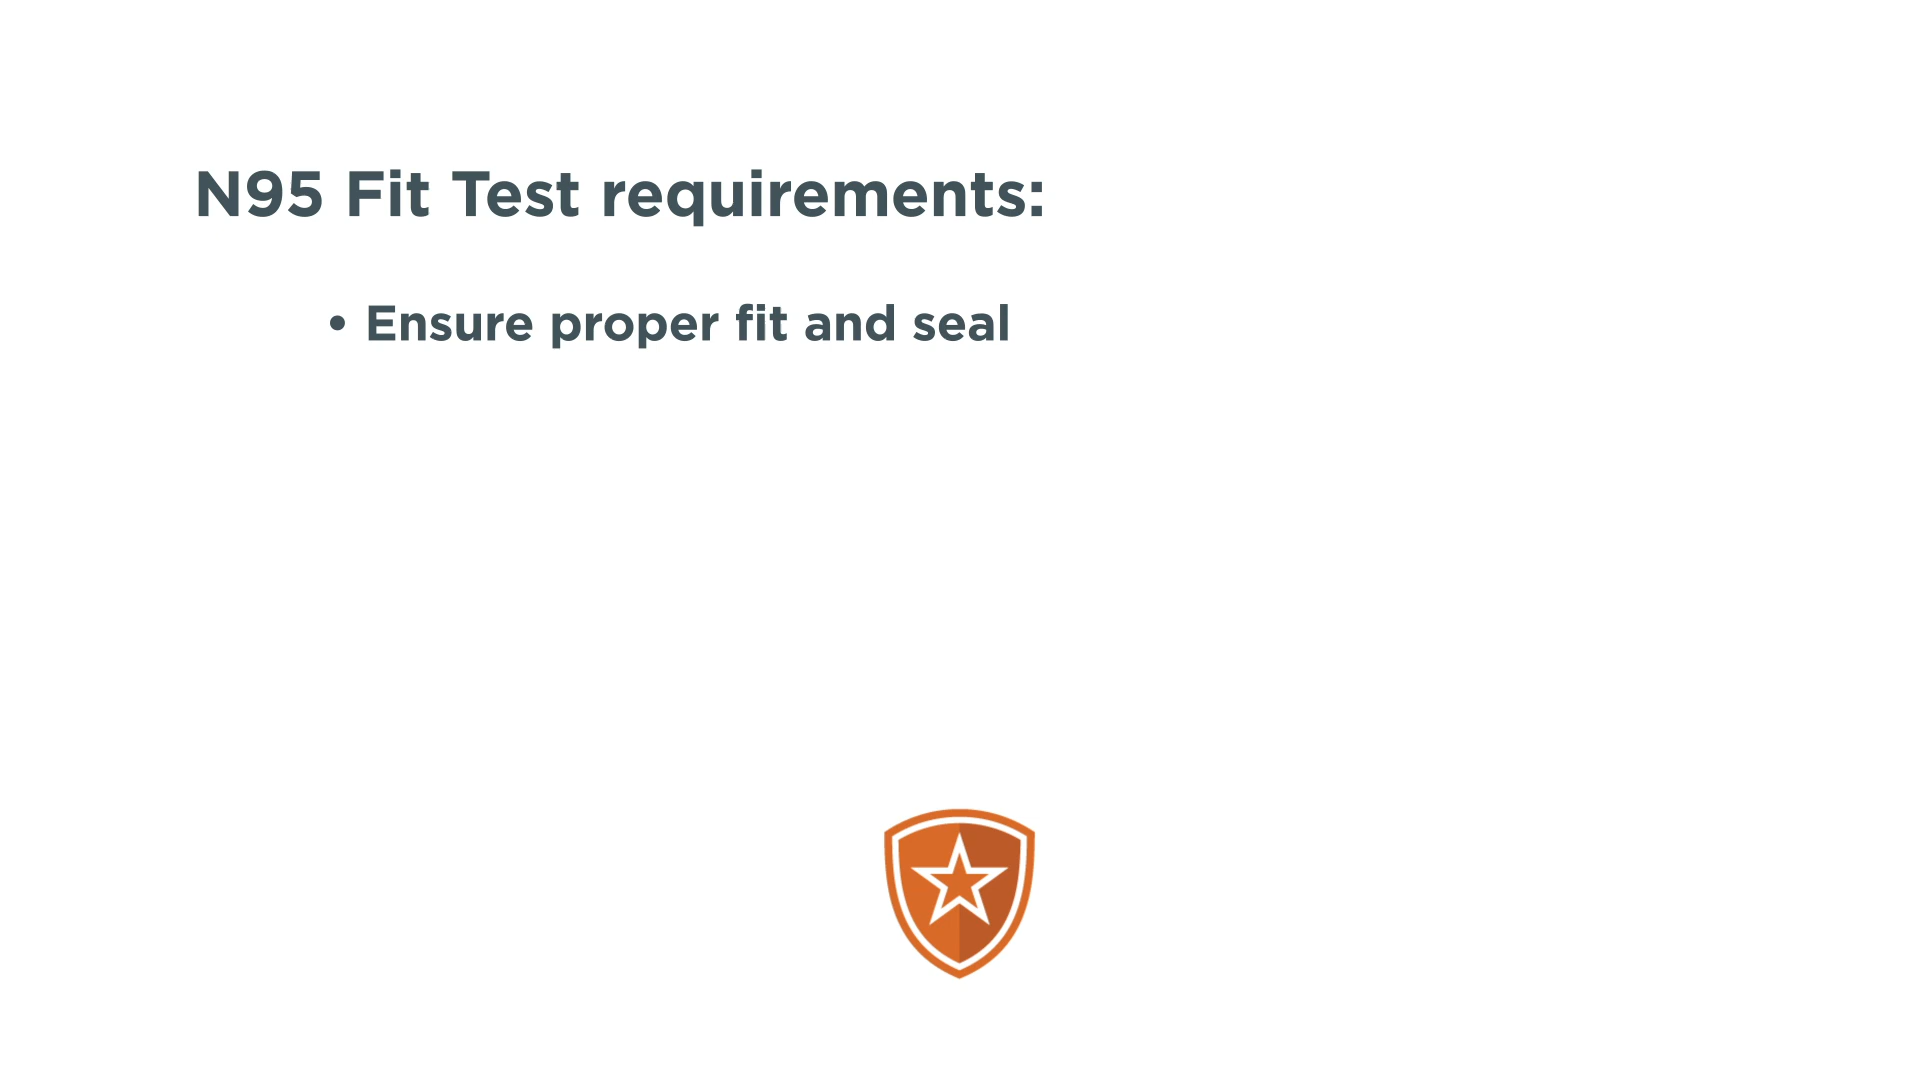 N95 Fit Test requirements:
• Ensure proper fit and seal